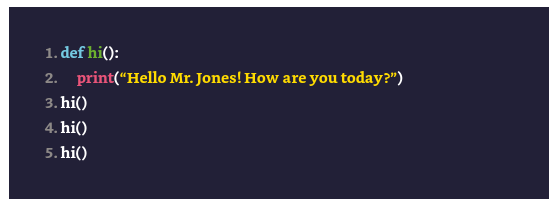 1. def hi():
2.     print(“Hello Mr. Jones! How are you today?”)
3. hi()
4. hi()
5. hi()